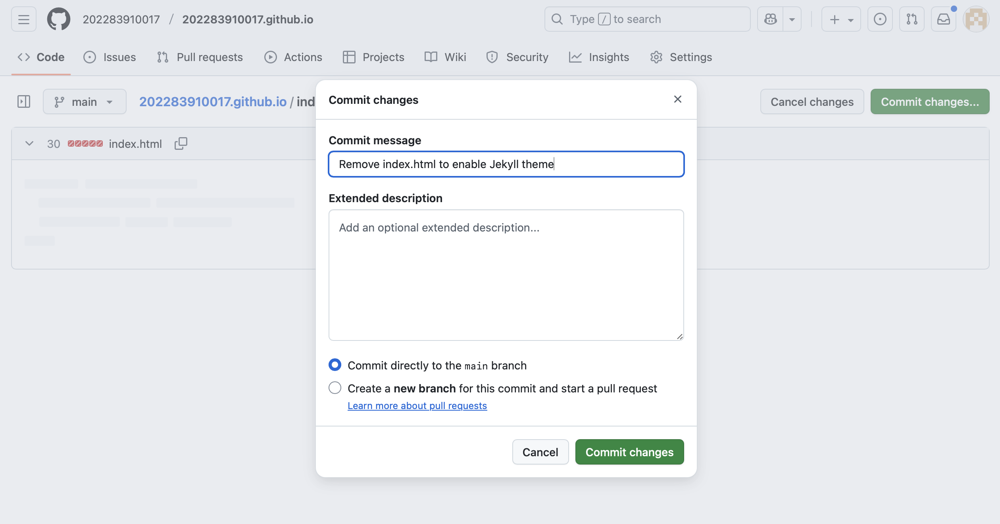 202283910017 / 202283910017.github.io
Type / to search
Code Issues Pull requests Actions Projects Wiki Security Insights Settings
main 202283910017.github.io / ind
Cancel changes Commit changes...
30 index.html
Commit changes
Commit message
Remove index.html to enable Jekyll theme
Extended description
Add an optional extended description...
Commit directly to the main branch
Create a new branch for this commit and start a pull request
Learn more about pull requests
Cancel Commit changes